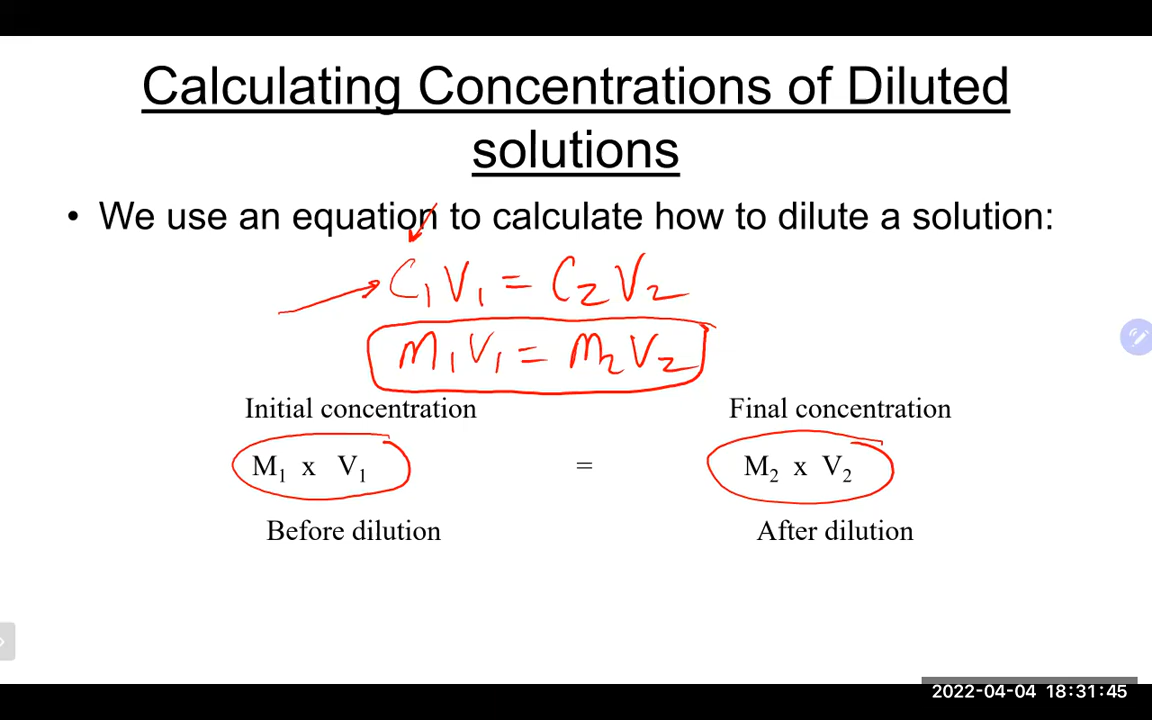 Calculating Concentrations of Diluted
solutions
• We use an equation to calculate how to dilute a solution:
C₁V₁ = C₂V₂
M₁V₁ = M₂V₂
Initial concentration Final concentration
M₁ x V₁ = M₂ x V₂
Before dilution After dilution
2022-04-04 18:31:45